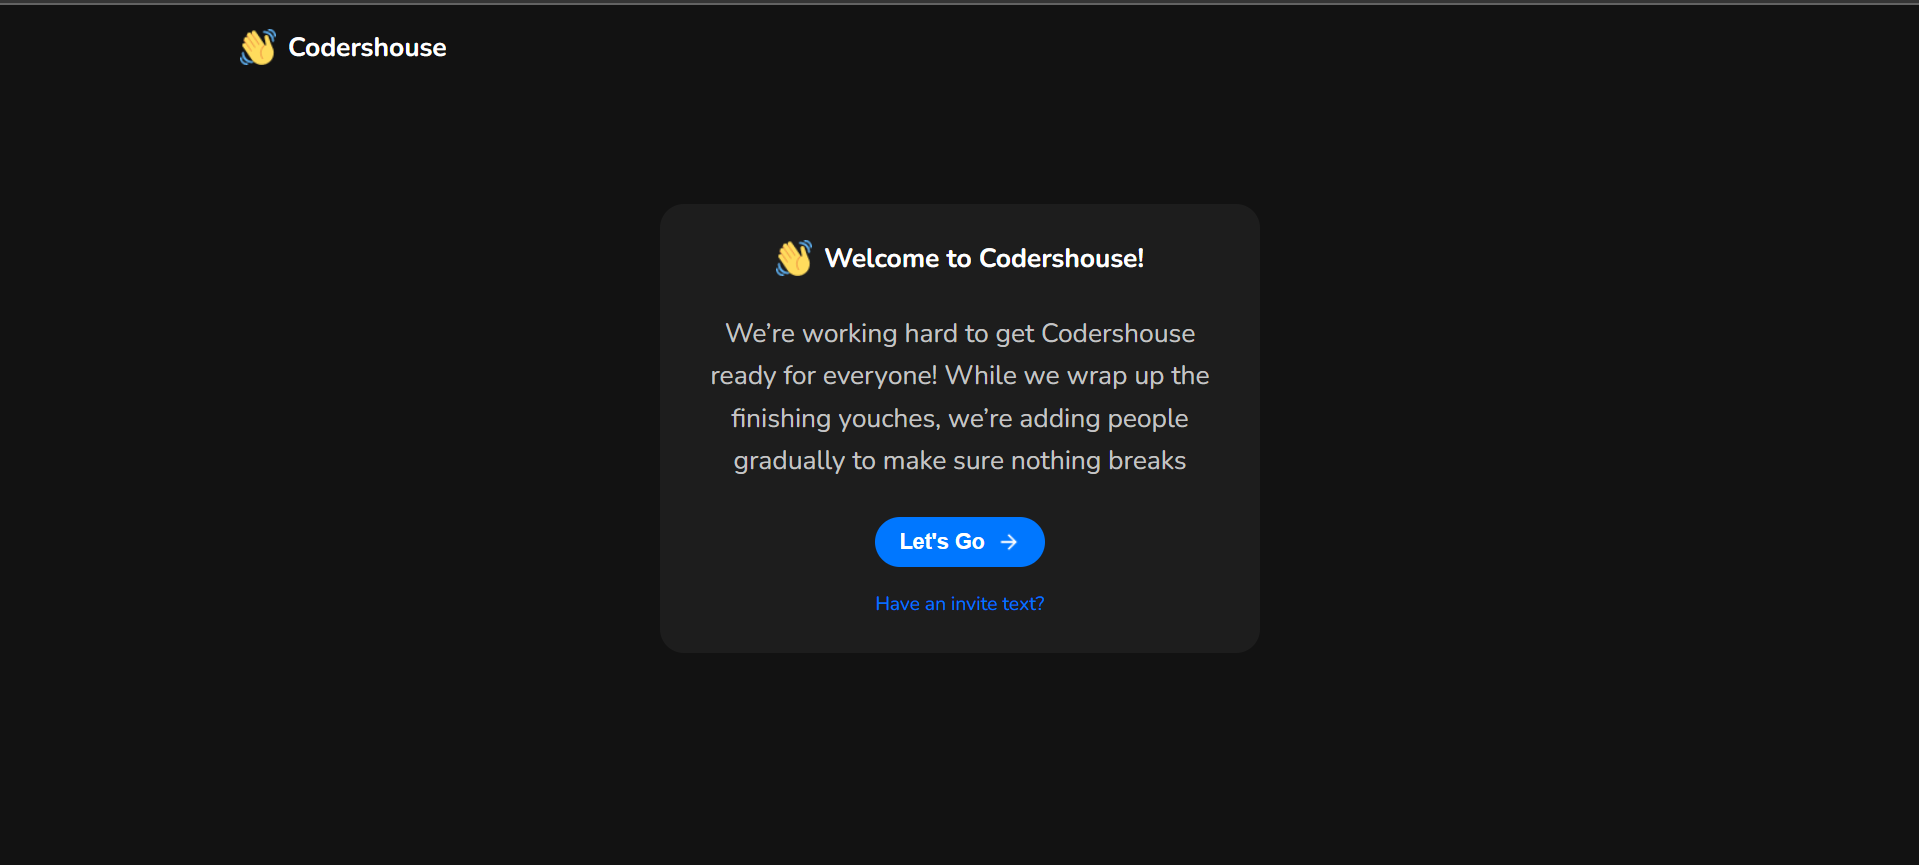 Codershouse
Welcome to Codershouse!
We’re working hard to get Codershouse
ready for everyone! While we wrap up the
finishing youches, we’re adding people
gradually to make sure nothing breaks
Let's Go
Have an invite text?